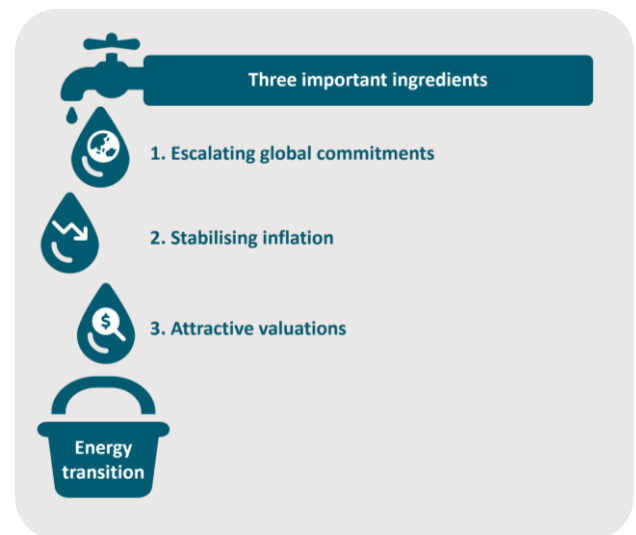 Three important ingredients
1. Escalating global commitments
2. Stabilising inflation
$
3. Attractive valuations
Energy
transition